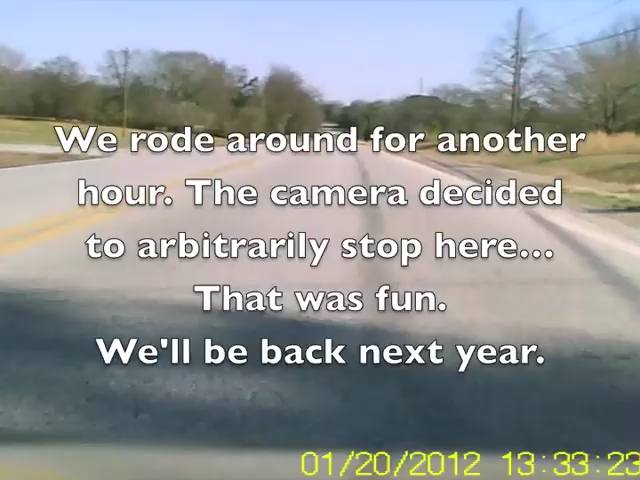 We rode around for another
hour. The camera decided
to arbitrarily stop here...
That was fun.
We'll be back next year.
01/20/2012 13:33:23